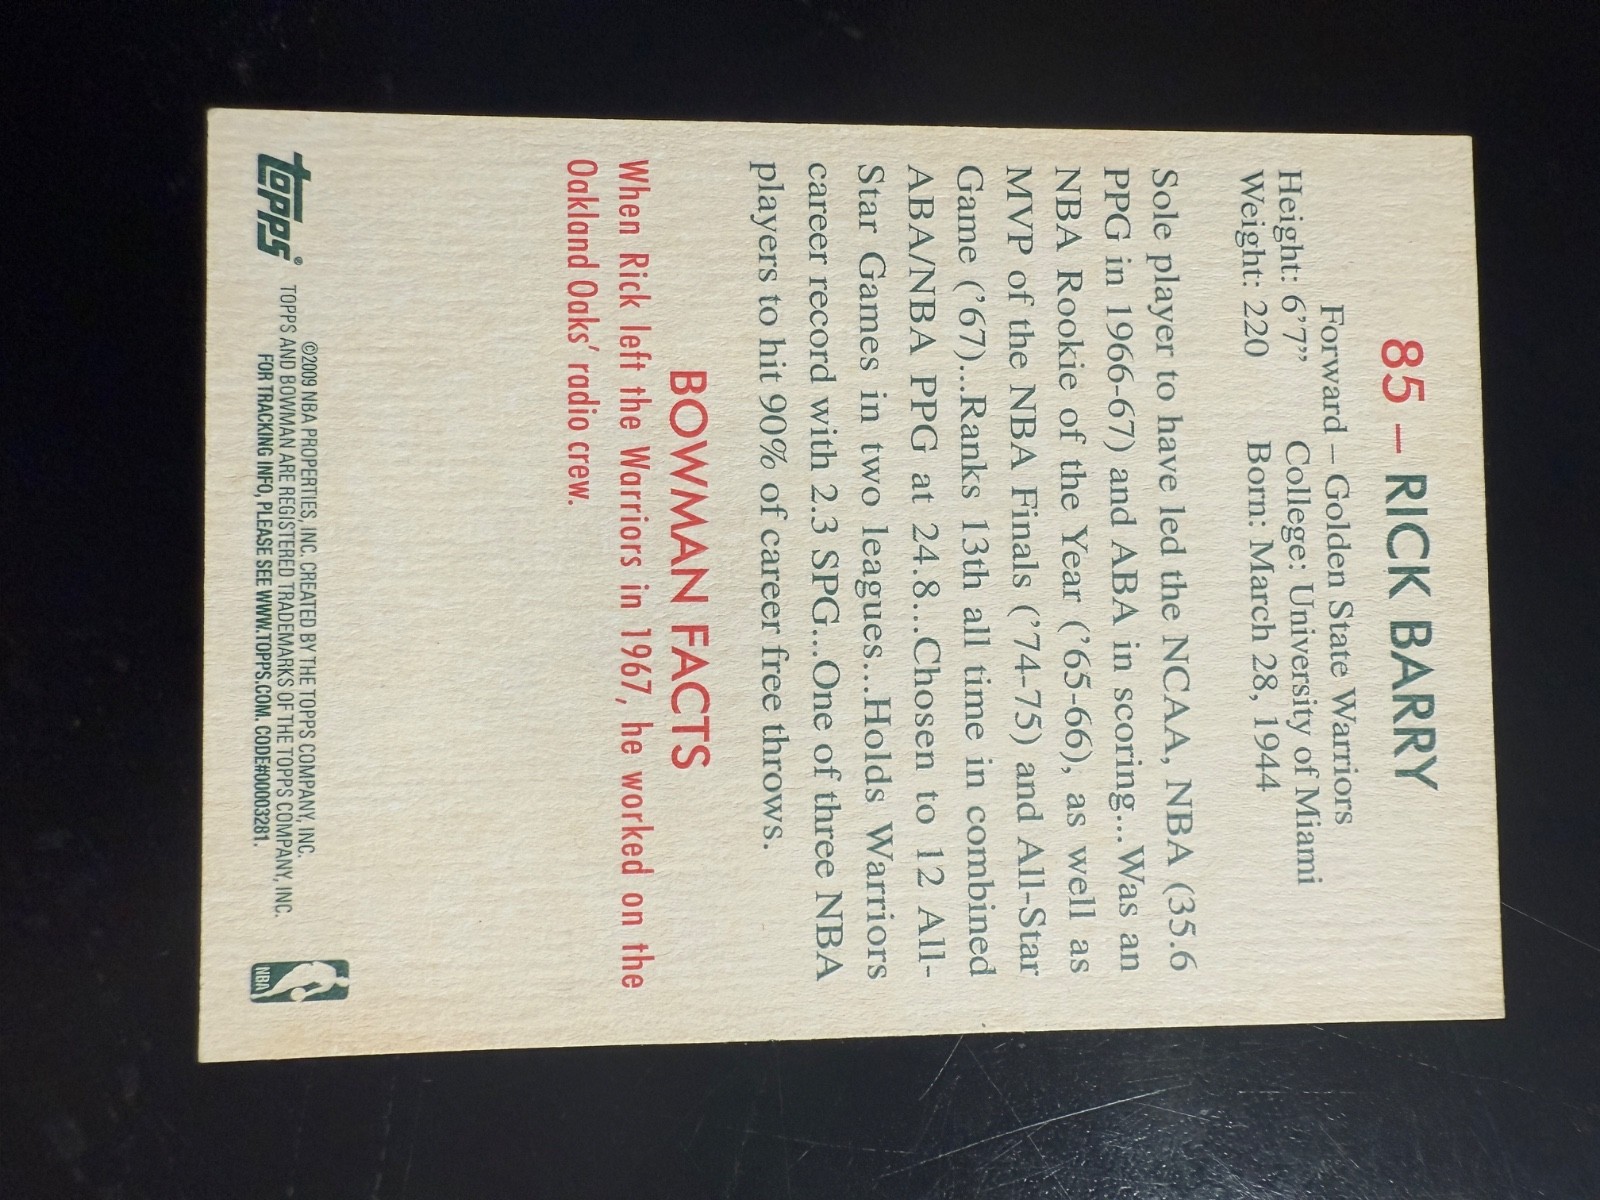 85 – RICK BARRY
Forward – Golden State Warriors
Height: 6’7” College: University of Miami
Weight: 220 Born: March 28, 1944
Sole player to have led the NCAA, NBA (35.6
PPG in 1966-67) and ABA in scoring...Was an
NBA Rookie of the Year (’65-66), as well as
MVP of the NBA Finals (’74-75) and All-Star
Game (’67)...Ranks 13th all time in combined
ABA/NBA PPG at 24.8...Chosen to 12 All-
Star Games in two leagues...Holds Warriors
career record with 2.3 SPG...One of three NBA
players to hit 90% of career free throws.
BOWMAN FACTS
When Rick left the Warriors in 1967, he worked on the
Oakland Oaks’ radio crew.
topps®
©2009 NBA PROPERTIES, INC. CREATED BY THE TOPPS COMPANY, INC.
TOPPS AND BOWMAN ARE REGISTERED TRADEMARKS OF THE TOPPS COMPANY, INC.
FOR TRACKING INFO, PLEASE SEE WWW.TOPPS.COM. CODE#00003281.
NBA